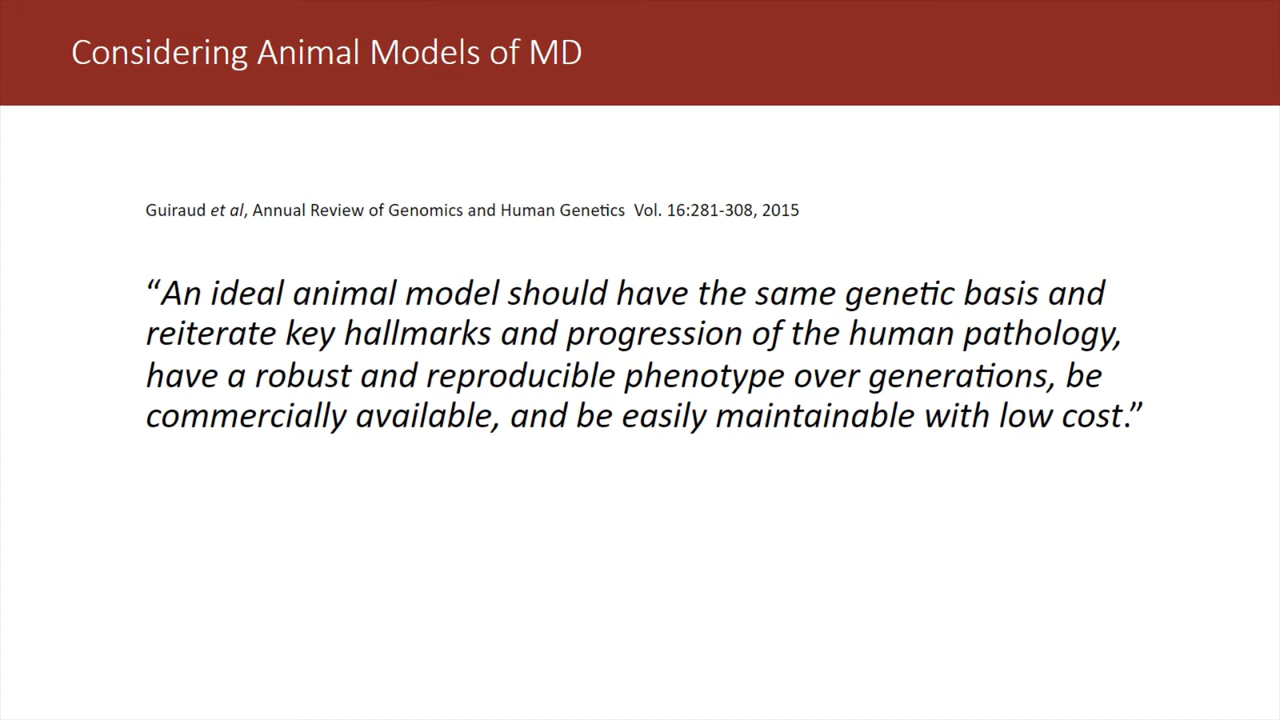 Considering Animal Models of MD
Guiraud et al, Annual Review of Genomics and Human Genetics Vol. 16:281-308, 2015
“An ideal animal model should have the same genetic basis and
reiterate key hallmarks and progression of the human pathology,
have a robust and reproducible phenotype over generations, be
commercially available, and be easily maintainable with low cost.”